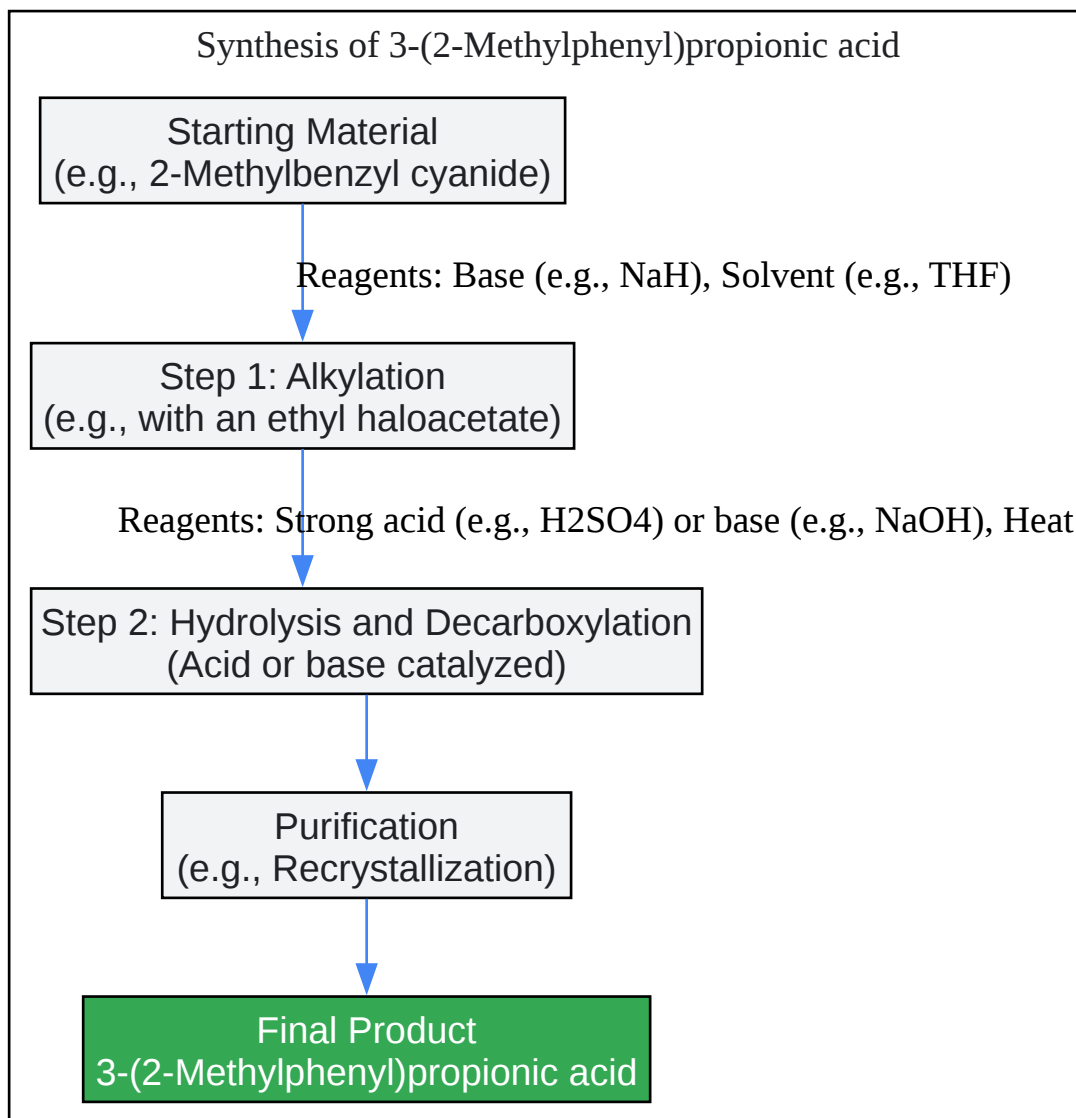 Synthesis of 3-(2-Methylphenyl)propionic acid
Starting Material
(e.g., 2-Methylbenzyl cyanide)
Reagents: Base (e.g., NaH), Solvent (e.g., THF)
Step 1: Alkylation
(e.g., with an ethyl haloacetate)
Reagents: Strong acid (e.g., H2SO4) or base (e.g., NaOH), Heat
Step 2: Hydrolysis and Decarboxylation
(Acid or base catalyzed)
Purification
(e.g., Recrystallization)
Final Product
3-(2-Methylphenyl)propionic acid